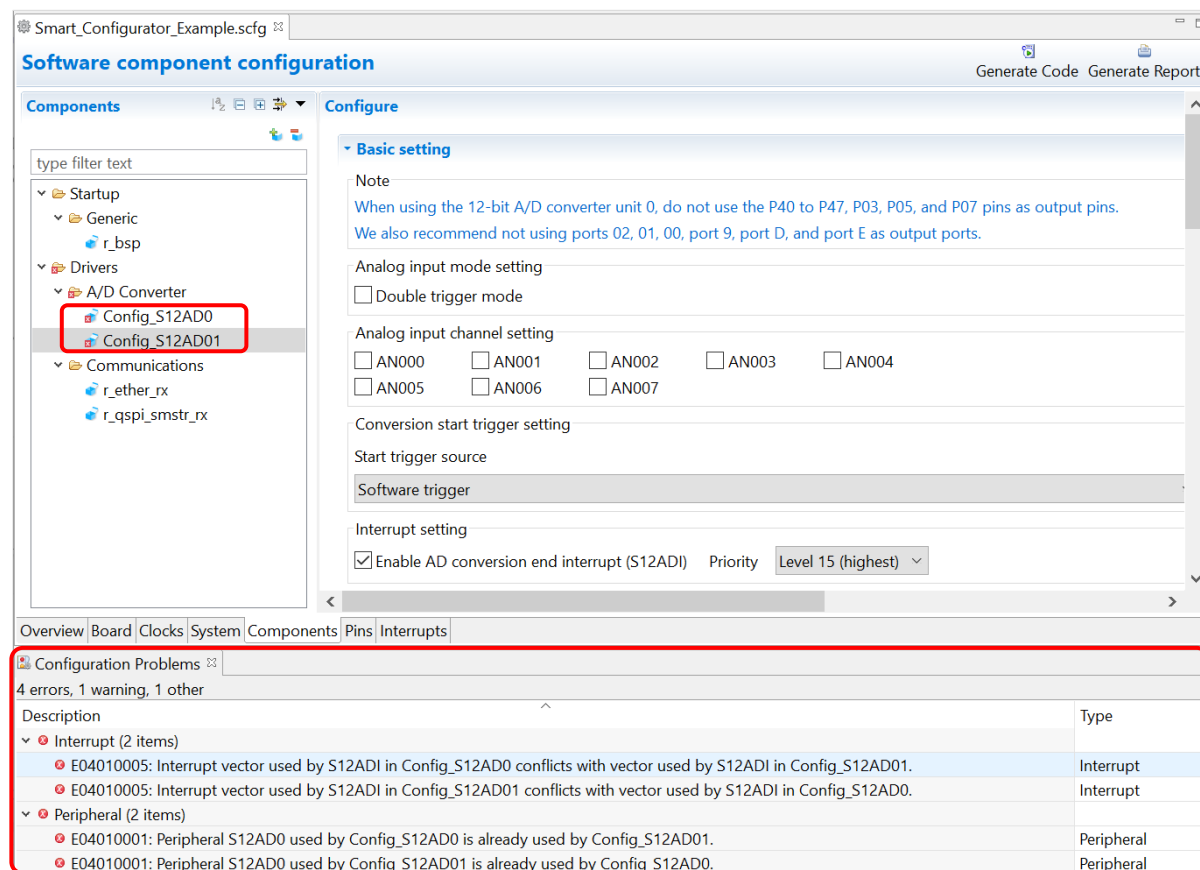 Smart_Configurator_Example.scfg
Software component configuration
Generate Code Generate Report
Components
Configure
type filter text
Startup
Generic
r_bsp
Drivers
A/D Converter
Config_S12AD0
Config_S12AD01
Communications
r_ether_rx
r_qspi_smstr_rx
Basic setting
Note
When using the 12-bit A/D converter unit 0, do not use the P40 to P47, P03, P05, and P07 pins as output pins.
We also recommend not using ports 02, 01, 00, port 9, port D, and port E as output ports.
Analog input mode setting
Double trigger mode
Analog input channel setting
AN000 AN001 AN002 AN003 AN004
AN005 AN006 AN007
Conversion start trigger setting
Start trigger source
Software trigger
Interrupt setting
Enable AD conversion end interrupt (S12ADI) Priority Level 15 (highest)
Overview Board Clocks System Components Pins Interrupts
Configuration Problems
4 errors, 1 warning, 1 other
Description Type
Interrupt (2 items)
E04010005: Interrupt vector used by S12ADI in Config_S12AD0 conflicts with vector used by S12ADI in Config_S12AD01. Interrupt
E04010005: Interrupt vector used by S12ADI in Config_S12AD01 conflicts with vector used by S12ADI in Config_S12AD0. Interrupt
Peripheral (2 items)
E04010001: Peripheral S12AD0 used by Config_S12AD0 is already used by Config_S12AD01. Peripheral
E04010001: Peripheral S12AD0 used by Config_S12AD01 is already used by Config_S12AD0. Peripheral